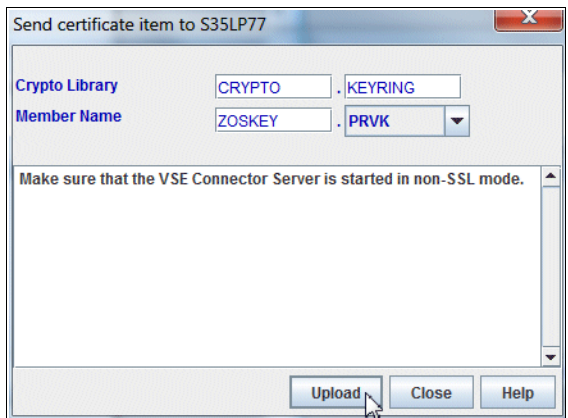 Send certificate item to S35LP77
Crypto Library CRYPTO . KEYRING
Member Name ZOSKEY . PRVK
Make sure that the VSE Connector Server is started in non-SSL mode.
Upload Close Help